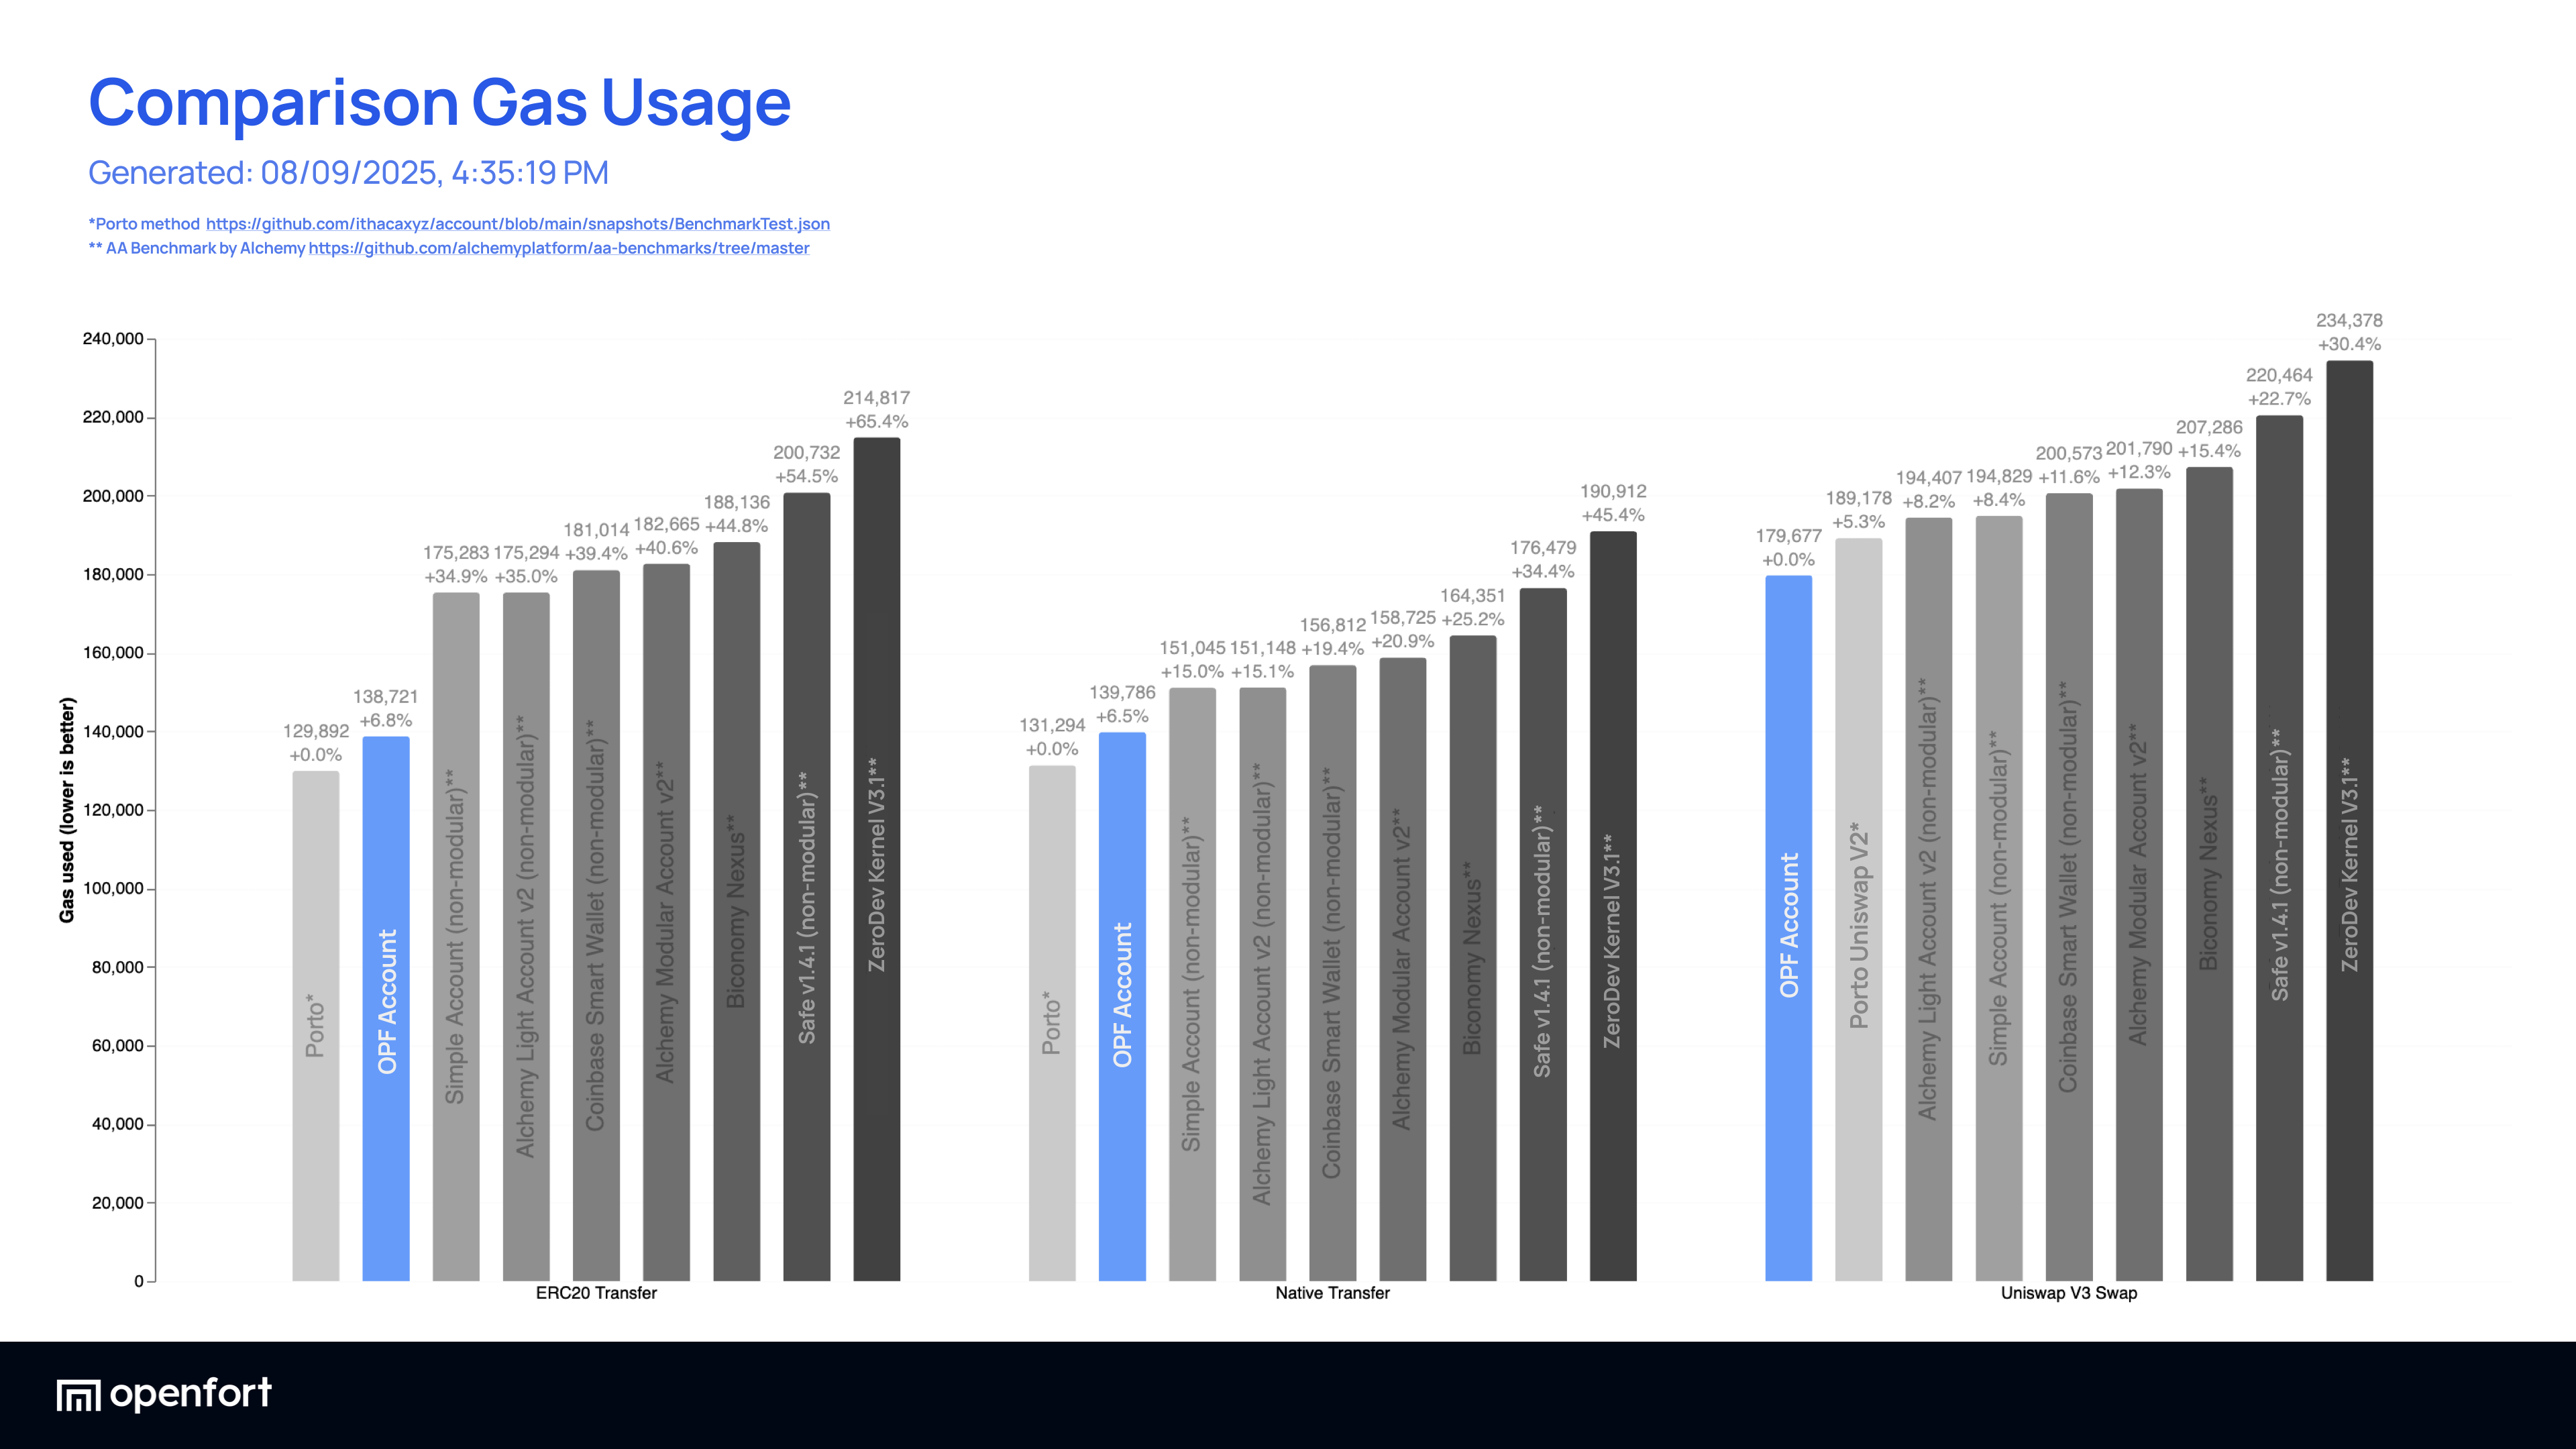 Comparison Gas Usage
Generated: 08/09/2025, 4:35:19 PM
*Porto method https://github.com/ithacaxyz/account/blob/main/snapshots/BenchmarkTest.json
** AA Benchmark by Alchemy https://github.com/alchemyplatform/aa-benchmarks/tree/master
Gas used (lower is better)
240,000
220,000
200,000
180,000
160,000
140,000
120,000
100,000
80,000
60,000
40,000
20,000
0
129,892
+0.0%
Porto*
138,721
+6.8%
OPF Account
175,283
+34.9%
Simple Account (non-modular)**
175,294
+35.0%
Alchemy Light Account v2 (non-modular)**
181,014
+39.4%
Coinbase Smart Wallet (non-modular)**
182,665
+40.6%
Alchemy Modular Account v2**
188,136
+44.8%
Biconomy Nexus**
200,732
+54.5%
Safe v1.4.1 (non-modular)**
214,817
+65.4%
ZeroDev Kernel V3.1**
ERC20 Transfer
131,294
+0.0%
Porto*
139,786
+6.5%
OPF Account
151,045
+15.0%
Simple Account (non-modular)**
151,148
+15.1%
Alchemy Light Account v2 (non-modular)**
156,812
+19.4%
Coinbase Smart Wallet (non-modular)**
158,725
+20.9%
Alchemy Modular Account v2**
164,351
+25.2%
Biconomy Nexus**
176,479
+34.4%
Safe v1.4.1 (non-modular)**
190,912
+45.4%
ZeroDev Kernel V3.1**
Native Transfer
179,677
+0.0%
OPF Account
189,178
+5.3%
Porto Uniswap V2*
194,407
+8.2%
Alchemy Light Account v2 (non-modular)**
194,829
+8.4%
Simple Account (non-modular)**
200,573
+11.6%
Coinbase Smart Wallet (non-modular)**
201,790
+12.3%
Alchemy Modular Account v2**
207,286
+15.4%
Biconomy Nexus**
220,464
+22.7%
Safe v1.4.1 (non-modular)**
234,378
+30.4%
ZeroDev Kernel V3.1**
Uniswap V3 Swap
openfort